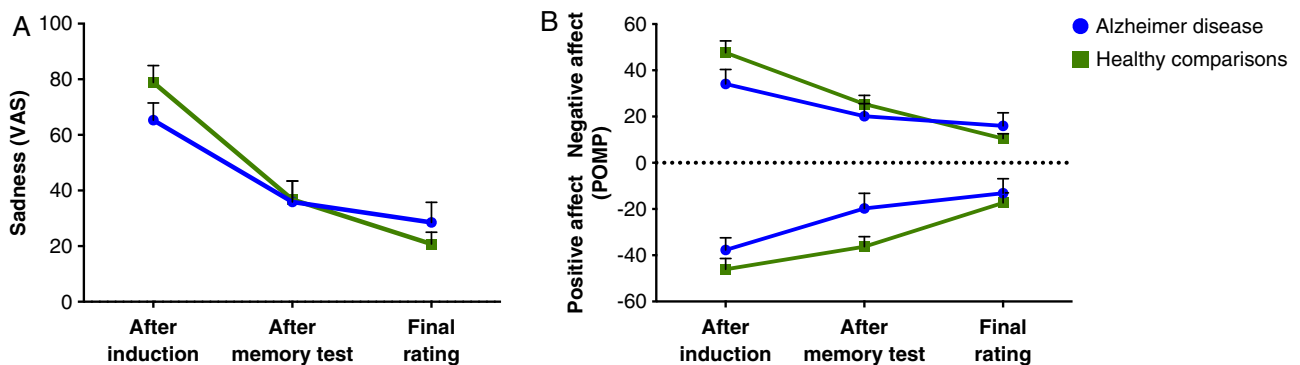 A
Sadness (VAS)
100
80
60
40
20
0
After
induction
After
memory test
Final
rating
B
Positive affect Negative affect
(POMP)
60
40
20
0
-20
-40
-60
After
induction
After
memory test
Final
rating
Alzheimer disease
Healthy comparisons